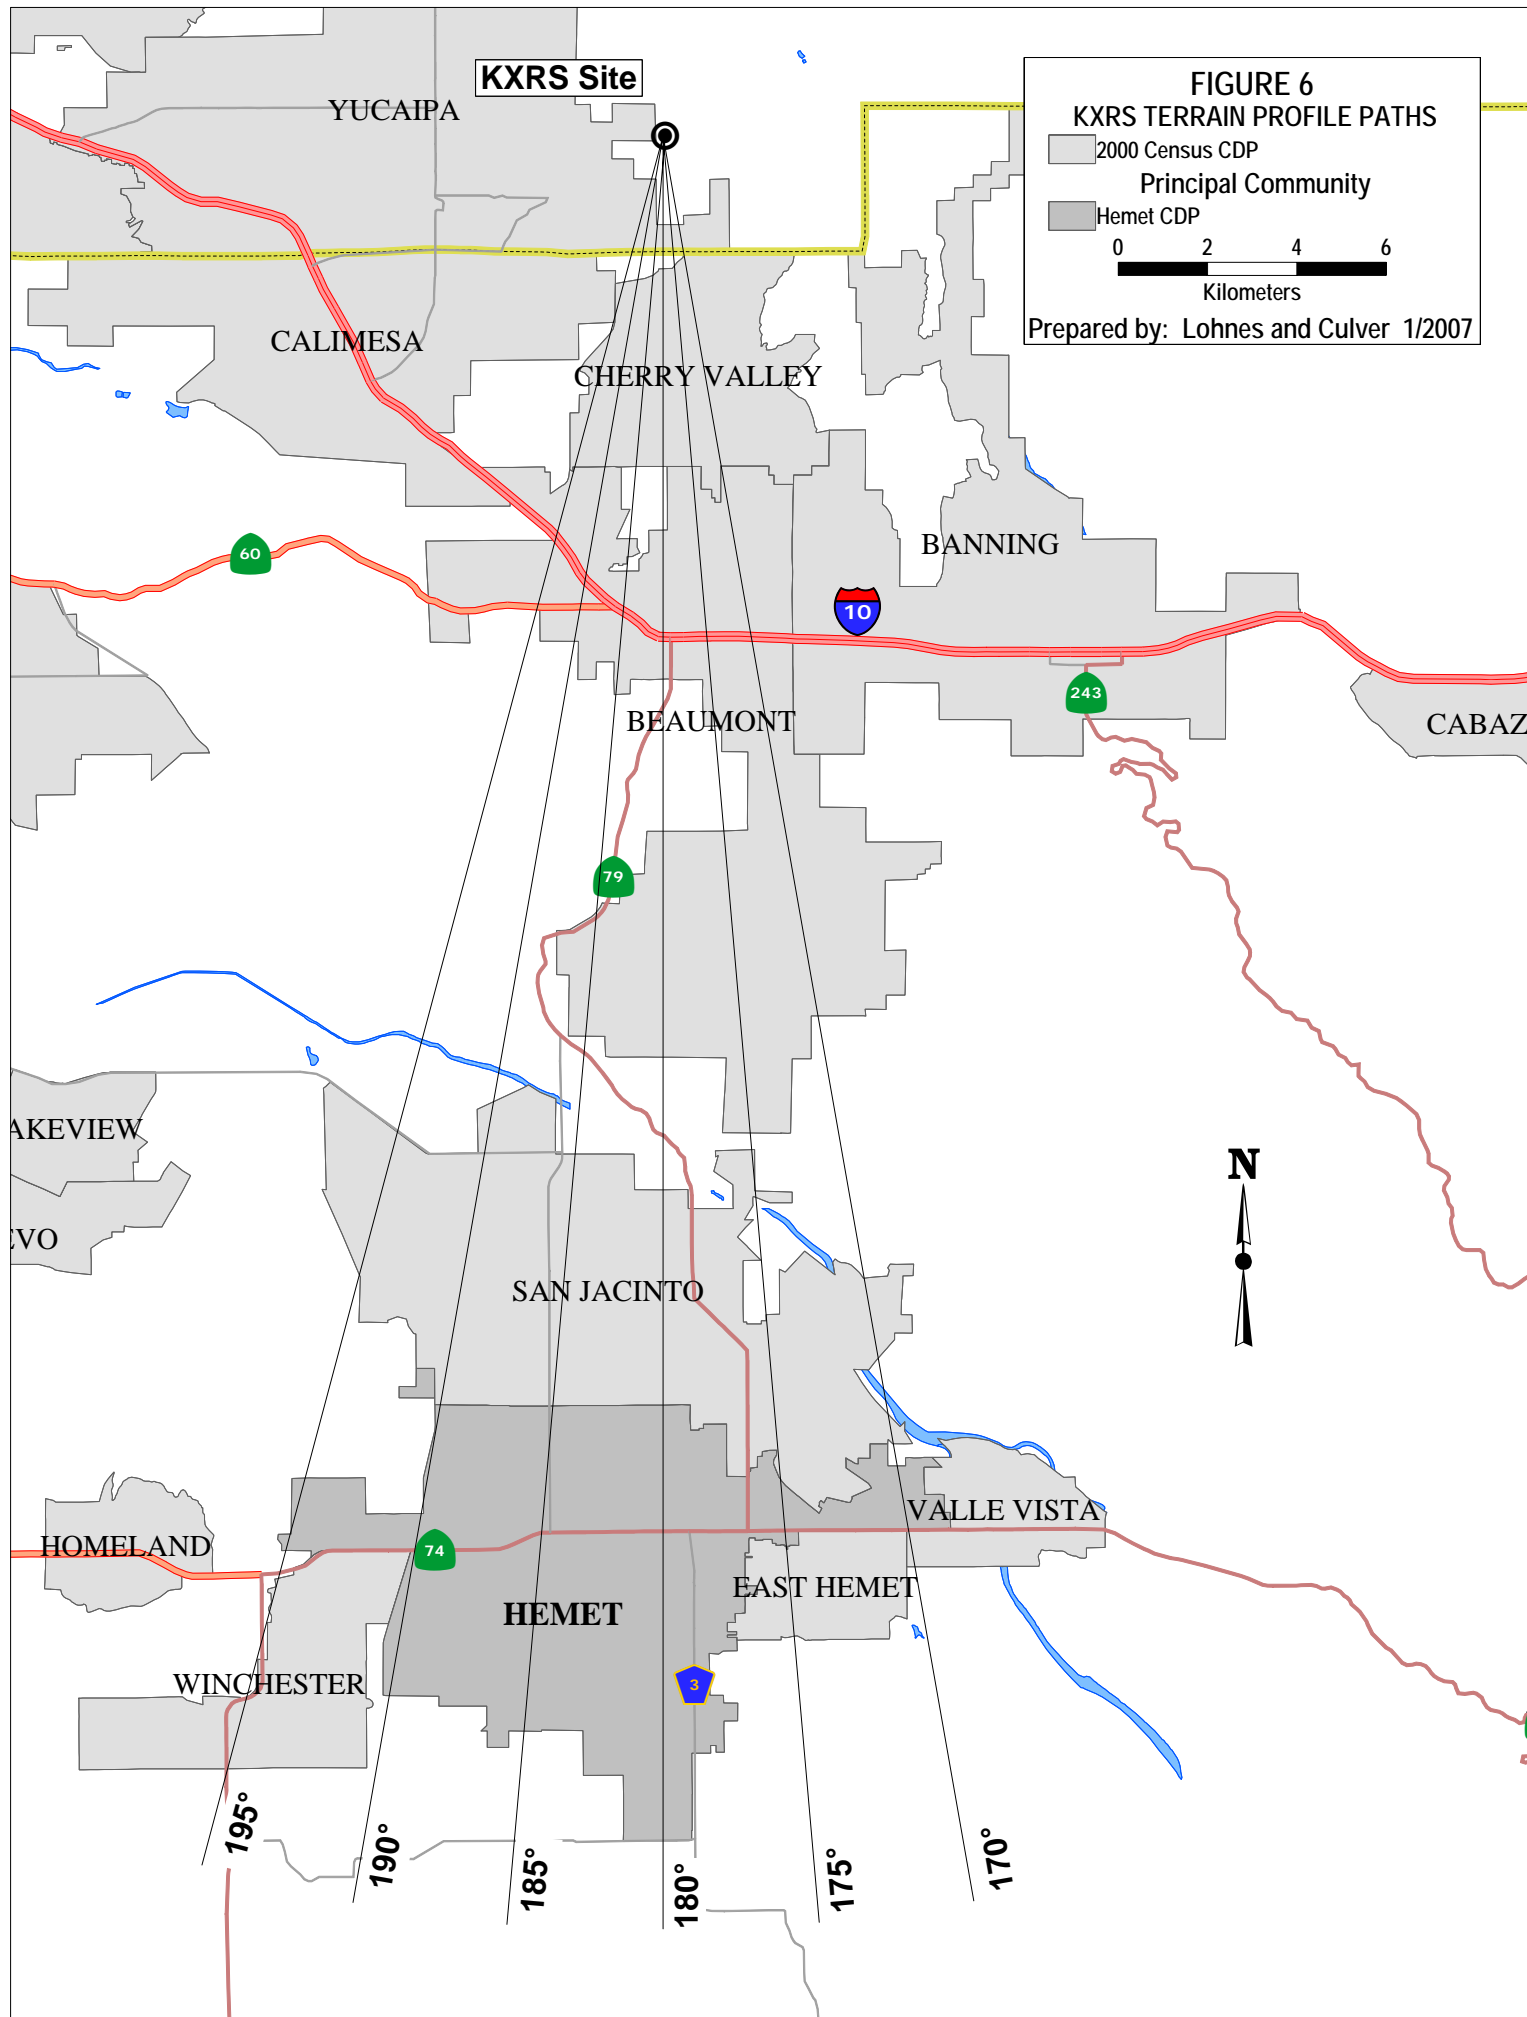 KXRS Site
FIGURE 6
KXRS TERRAIN PROFILE PATHS
2000 Census CDP
Principal Community
Hemet CDP
0 2 4 6
Kilometers
Prepared by: Lohnes and Culver 1/2007
YUCAIPA
CALIMESA
CHERRY VALLEY
60
BANNING
10
243
BEAUMONT
CABAZ
79
AKEVIEW
N
EVO
SAN JACINTO
VALLE VISTA
HOMELAND
74
EAST HEMET
HEMET
WINCHESTER
3
195°
190°
185°
180°
175°
170°